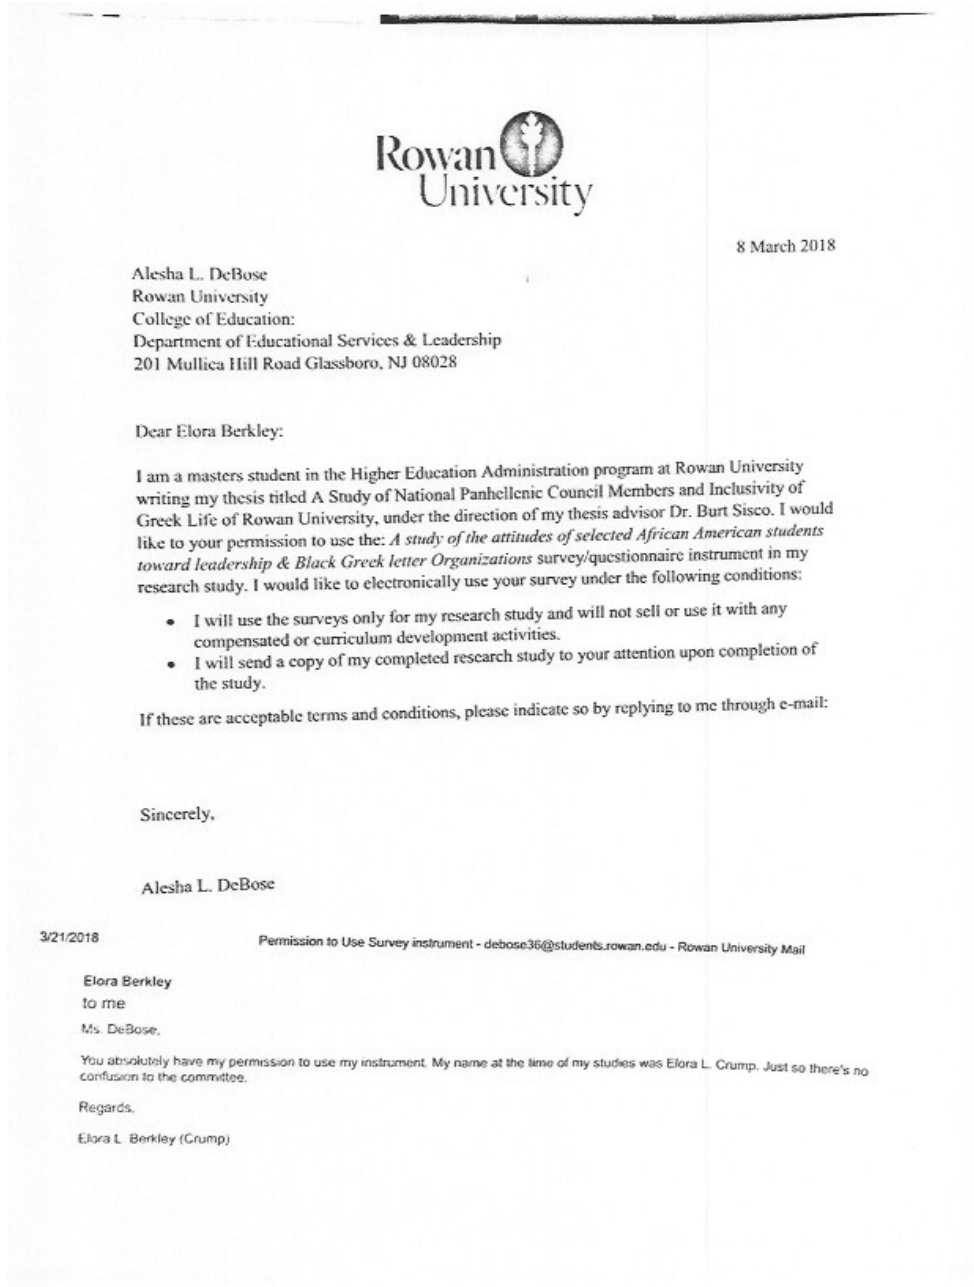 Rowan
University
8 March 2018
Alesha L. DeBose
Rowan University
College of Education:
Department of Educational Services & Leadership
201 Mullica Hill Road Glassboro, NJ 08028
Dear Elora Berkley:
I am a masters student in the Higher Education Administration program at Rowan University
writing my thesis titled A Study of National Panhellenic Council Members and Inclusivity of
Greek Life of Rowan University, under the direction of my thesis advisor Dr. Burt Sisco. I would
like to your permission to use the: A study of the attitudes of selected African American students
toward leadership & Black Greek letter Organizations survey/questionnaire instrument in my
research study. I would like to electronically use your survey under the following conditions:
• I will use the surveys only for my research study and will not sell or use it with any
compensated or curriculum development activities.
• I will send a copy of my completed research study to your attention upon completion of
the study.
If these are acceptable terms and conditions, please indicate so by replying to me through e-mail:
Sincerely,
Alesha L. DeBose
3/21/2018
Permission to Use Survey instrument - debose36@students.rowan.edu - Rowan University Mail
Elora Berkley
to me
Ms. DeBose,
You absolutely have my permission to use my instrument. My name at the time of my studies was Elora L. Crump. Just so there's no
confusion to the committee.
Regards,
Elora L. Berkley (Crump)